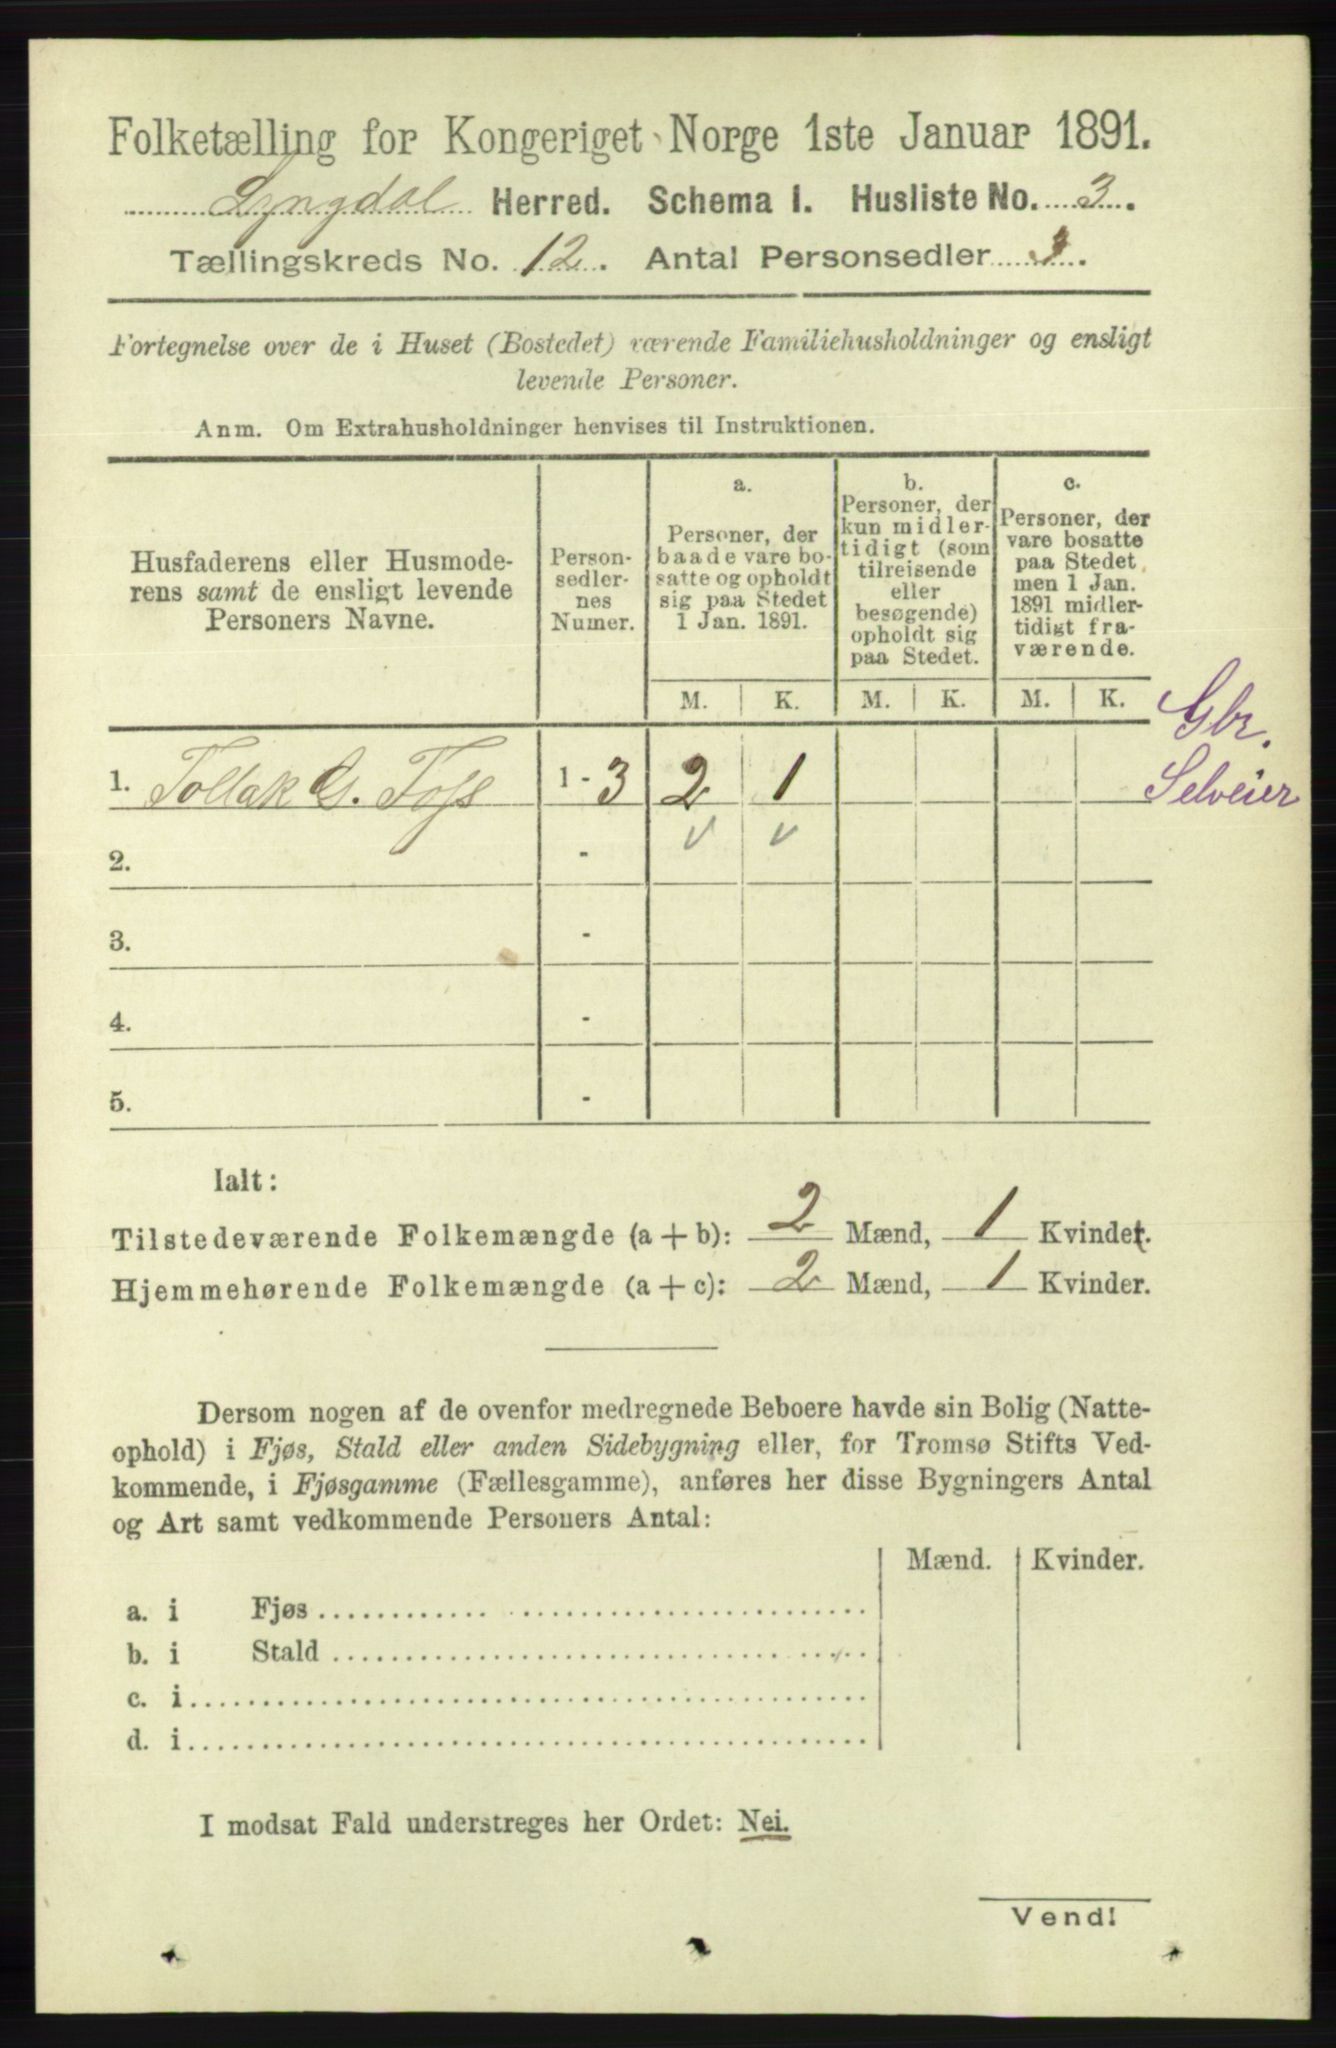 Folketælling for Kongeriget Norge 1ste Januar 1891.
Lyngdal Herred. Schema I. Husliste No. 3.
Tællingskreds No. 12. Antal Personsedler 3.
Fortegnelse over de i Huset (Bostedet) værende Familiehusholdninger og ensligt
levende Personer.
Anm. Om Extrahusholdninger henvises til Instruktionen.
Husfaderens eller Husmode-
rens samt de ensligt levende
Personers Navne.
Person-
sedler-
nes
Numer.
a.
Personer, der
baade vare bo-
satte og opholdt
sig paa Stedet
1 Jan. 1891.
b.
Personer, der
kun midler-
tidigt (som
tilreisende
eller
besøgende)
opholdt sig
paa Stedet.
c.
Personer, der
vare bosatte
paa Stedet
men 1 Jan.
1891 midler-
tidigt fra-
værende.
M. K. M. K. M. K.
Gbr.
Selveier
1. Tollak G. Foss 1 - 3 2 1
v v
2. -
3. -
4. -
5. -
Ialt:
Tilstedeværende Folkemængde (a + b): 2 Mænd, 1 Kvinder.
Hjemmehørende Folkemængde (a + c): 2 Mænd, 1 Kvinder.
Dersom nogen af de ovenfor medregnede Beboere havde sin Bolig (Natte-
ophold) i Fjøs, Stald eller anden Sidebygning eller, for Tromsø Stifts Ved-
kommende, i Fjøsgamme (Fællesgamme), anføres her disse Bygningers Antal
og Art samt vedkommende Personers Antal:
Mænd. Kvinder.
a. i Fjøs
b. i Stald
c. i
d. i
I modsat Fald understreges her Ordet: Nei.
Vend!